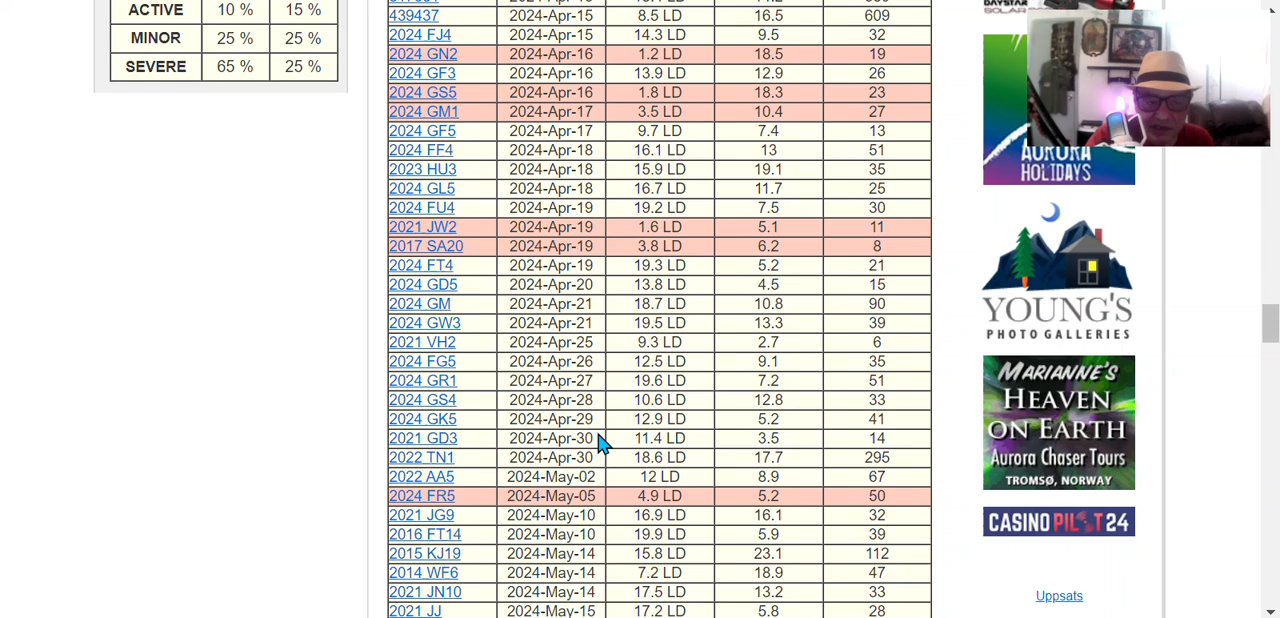 ACTIVE 10 % 15 %
MINOR 25 % 25 %
SEVERE 65 % 25 %
439437 2024-Apr-15 8.5 LD 16.5 609
2024 FJ4 2024-Apr-15 14.3 LD 9.5 32
2024 GN2 2024-Apr-16 1.2 LD 18.5 19
2024 GF3 2024-Apr-16 13.9 LD 12.9 26
2024 GS5 2024-Apr-16 1.8 LD 18.3 23
2024 GM1 2024-Apr-17 3.5 LD 10.4 27
2024 GF5 2024-Apr-17 9.7 LD 7.4 13
2024 FF4 2024-Apr-18 16.1 LD 13 51
2023 HU3 2024-Apr-18 15.9 LD 19.1 35
2024 GL5 2024-Apr-18 16.7 LD 11.7 25
2024 FU4 2024-Apr-19 19.2 LD 7.5 30
2021 JW2 2024-Apr-19 1.6 LD 5.1 11
2017 SA20 2024-Apr-19 3.8 LD 6.2 8
2024 FT4 2024-Apr-19 19.3 LD 5.2 21
2024 GD5 2024-Apr-20 13.8 LD 4.5 15
2024 GM 2024-Apr-21 18.7 LD 10.8 90
2024 GW3 2024-Apr-21 19.5 LD 13.3 39
2021 VH2 2024-Apr-25 9.3 LD 2.7 6
2024 FG5 2024-Apr-26 12.5 LD 9.1 35
2024 GR1 2024-Apr-27 19.6 LD 7.2 51
2024 GS4 2024-Apr-28 10.6 LD 12.8 33
2024 GK5 2024-Apr-29 12.9 LD 5.2 41
2021 GD3 2024-Apr-30 11.4 LD 3.5 14
2022 TN1 2024-Apr-30 18.6 LD 17.7 295
2022 AA5 2024-May-02 12 LD 8.9 67
2024 FR5 2024-May-05 4.9 LD 5.2 50
2021 JG9 2024-May-10 16.9 LD 16.1 32
2016 FT14 2024-May-10 19.9 LD 5.9 39
2015 KJ19 2024-May-14 15.8 LD 23.1 112
2014 WF6 2024-May-14 7.2 LD 18.9 47
2021 JN10 2024-May-14 17.5 LD 13.2 33
2021 JJ 2024-May-15 17.2 LD 5.8 28
DAYSTAR
AURORA
HOLIDAYS
YOUNG'S
PHOTO GALLERIES
MARIANNE'S
HEAVEN
ON EARTH
Aurora Chaser Tours
TROMSØ, NORWAY
CASINO PILOT 24
Uppsats